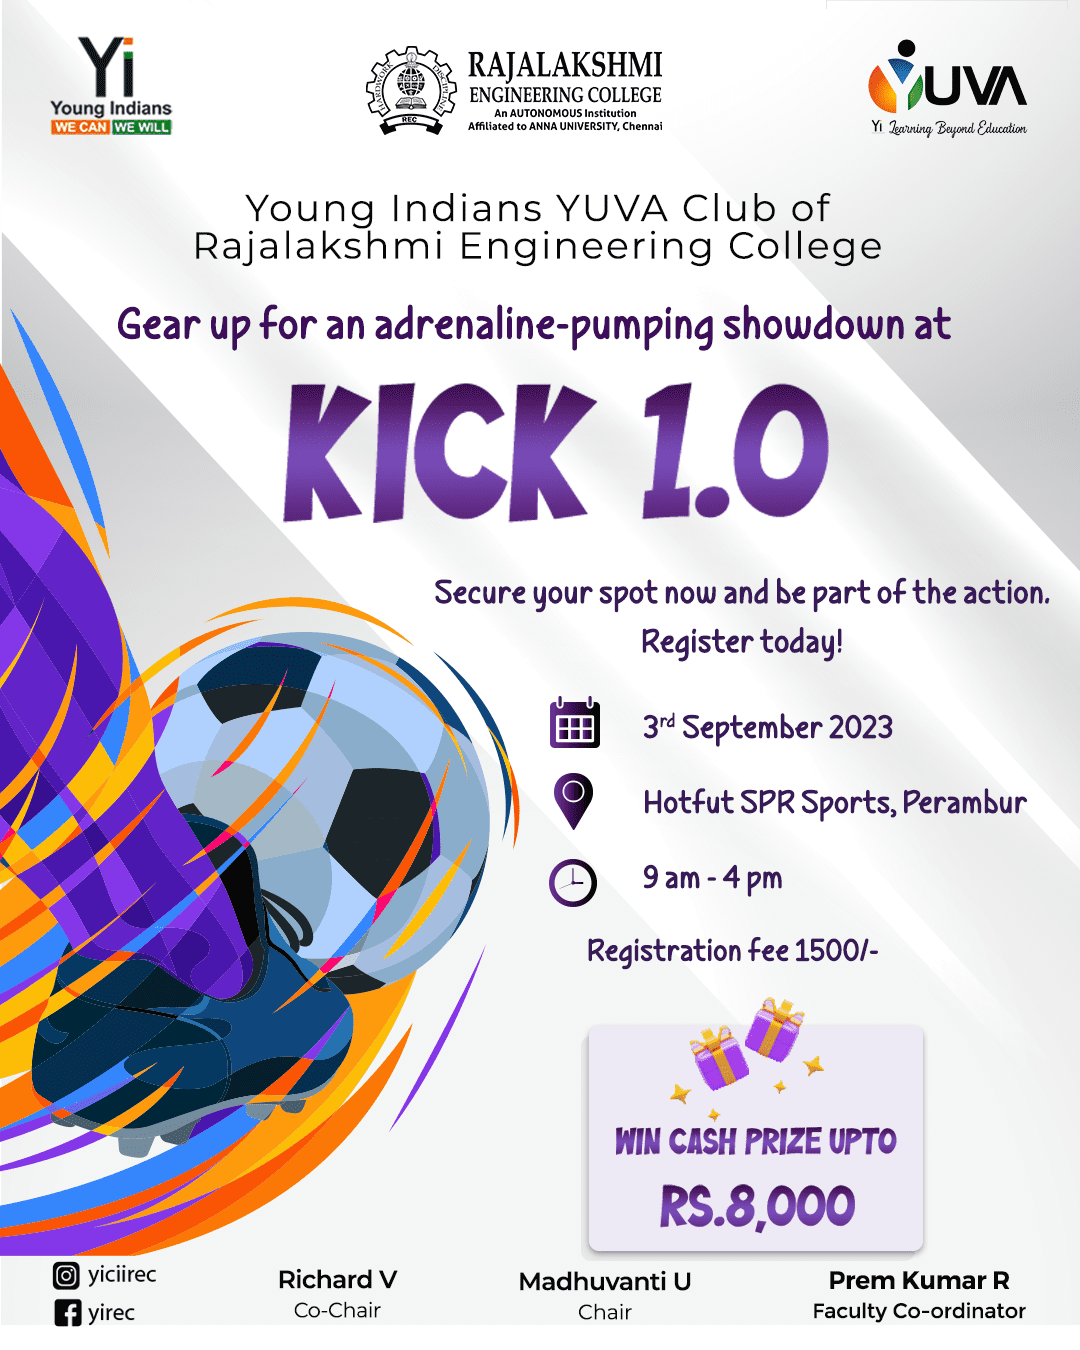 Yi
Young Indians
WE CAN WE WILL
HARDWORK DISCIPLINE
REC
RAJALAKSHMI
ENGINEERING COLLEGE
An AUTONOMOUS Institution
Affiliated to ANNA UNIVERSITY, Chennai
YUVA
Yi Learning Beyond Education
Young Indians YUVA Club of
Rajalakshmi Engineering College
Gear up for an adrenaline-pumping showdown at
KICK 1.0
Secure your spot now and be part of the action.
Register today!
3rd September 2023
Hotfut SPR Sports, Perambur
9 am - 4 pm
Registration fee 1500/-
WIN CASH PRIZE UPTO
RS.8,000
yiciirec
yirec
Richard V
Co-Chair
Madhuvanti U
Chair
Prem Kumar R
Faculty Co-ordinator